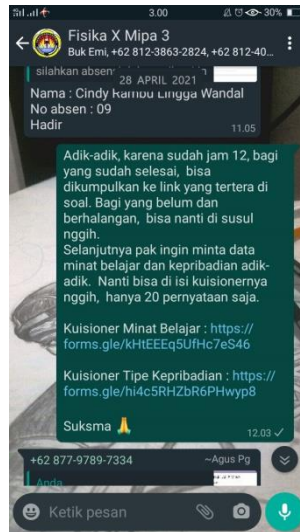 3.00
30%
Fisika X Mipa 3
Buk Emi, +62 812-3863-2824, +62 812-40...
silahkan absen
28 APRIL 2021
Nama : Cindy Rambu Lingga Wandal
No absen : 09
Hadir
11.05
Adik-adik, karena sudah jam 12, bagi
yang sudah selesai, bisa
dikumpulkan ke link yang tertera di
soal. Bagi yang belum dan
berhalangan, bisa nanti di susul
nggih.
Selanjutnya pak ingin minta data
minat belajar dan kepribadian adik-
adik. Nanti bisa di isi kuisionernya
nggih, hanya 20 pernyataan saja.
Kuisioner Minat Belajar : https://
forms.gle/kHtEEEq5UfHc7eS46
Kuisioner Tipe Kepribadian : https://
forms.gle/hi4c5RHZbR6PHwyp8
Suksma 🙏
12.03
+62 877-9789-7334
~Agus Pg
Anda
Ketik pesan